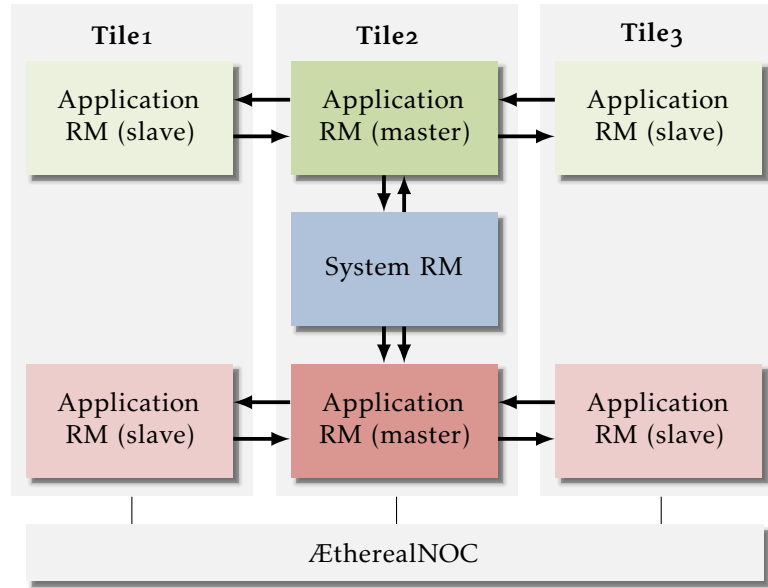 Tile1
Tile2
Tile3
Application
RM (slave)
Application
RM (master)
Application
RM (slave)
System RM
Application
RM (slave)
Application
RM (master)
Application
RM (slave)
ÆtherealNOC